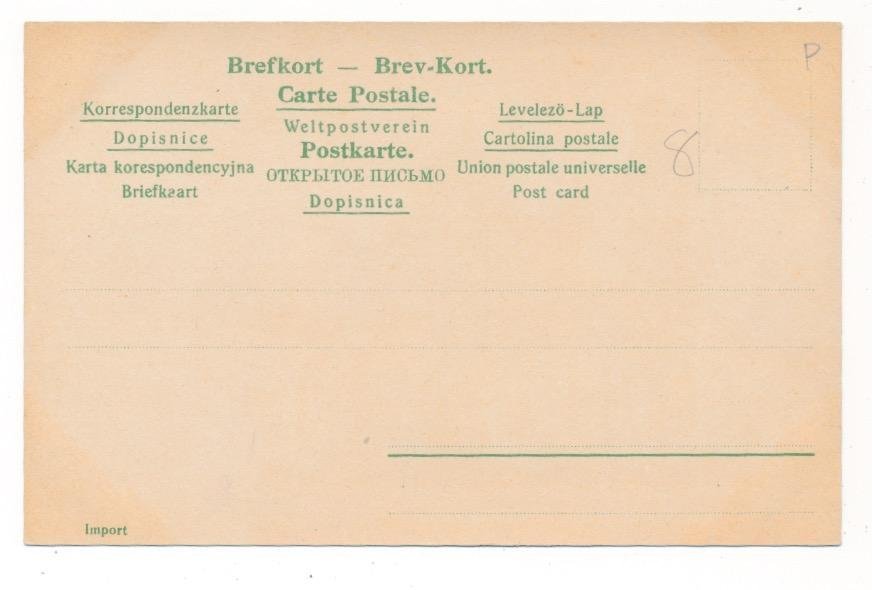 Brefkort — Brev-Kort.
Carte Postale.
Korrespondenzkarte
Dopisnice
Karta korespondencyjna
Briefkaart
Weltpostverein
Postkarte.
ОТКРЫТОЕ ПИСЬМО
Dopisnica
Levelezö-Lap
Cartolina postale
Union postale universelle
Post card
P
8
Import